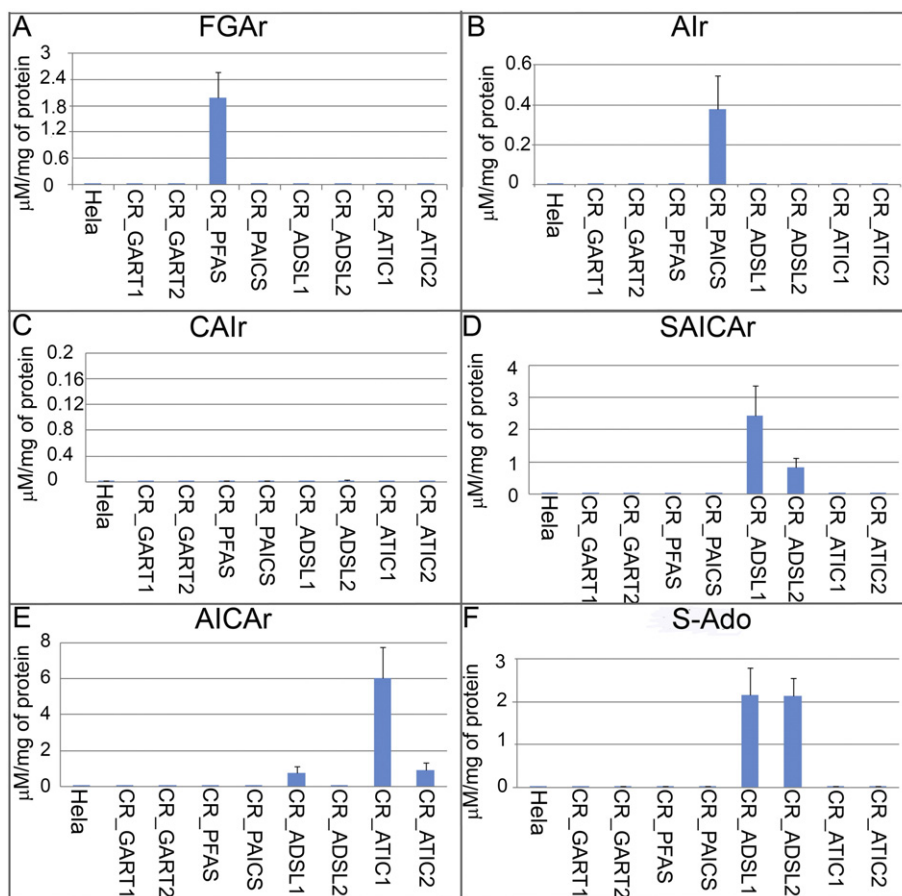 A
FGAr
μM/mg of protein
3
2.4
1.8
1.2
0.6
0
Hela
CR_GART1
CR_GART2
CR_PFAS
CR_PAICS
CR_ADSL1
CR_ADSL2
CR_ATIC1
CR_ATIC2
B
AIr
μM/mg of protein
0.6
0.4
0.2
0
Hela
CR_GART1
CR_GART2
CR_PFAS
CR_PAICS
CR_ADSL1
CR_ADSL2
CR_ATIC1
CR_ATIC2
C
CAIr
μM/mg of protein
0.2
0.16
0.12
0.8
0.4
0
Hela
CR_GART1
CR_GART2
CR_PFAS
CR_PAICS
CR_ADSL1
CR_ADSL2
CR_ATIC1
CR_ATIC2
D
SAICAr
μM/mg of protein
4
3
2
1
0
Hela
CR_GART1
CR_GART2
CR_PFAS
CR_PAICS
CR_ADSL1
CR_ADSL2
CR_ATIC1
CR_ATIC2
E
AICAr
μM/mg of protein
8
6
4
2
0
Hela
CR_GART1
CR_GART2
CR_PFAS
CR_PAICS
CR_ADSL1
CR_ADSL2
CR_ATIC1
CR_ATIC2
F
S-Ado
μM/mg of protein
3
2
1
0
Hela
CR_GART1
CR_GART2
CR_PFAS
CR_PAICS
CR_ADSL1
CR_ADSL2
CR_ATIC1
CR_ATIC2